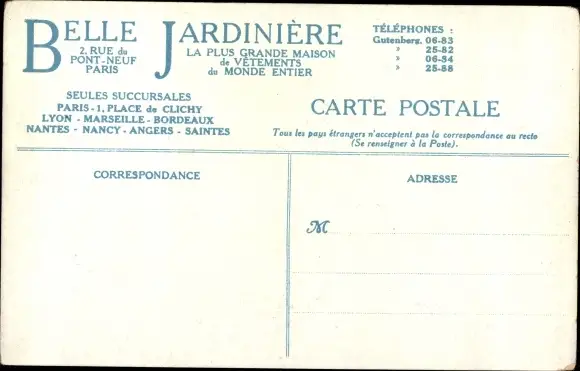 BELLE JARDINIÈRE
2, RUE du
PONT-NEUF
PARIS
LA PLUS GRANDE MAISON
de VÊTEMENTS
du MONDE ENTIER
TÉLÉPHONES :
Gutenberg. 06-83
» 25-82
» 06-84
» 25-88
SEULES SUCCURSALES
PARIS - 1, PLACE de CLICHY
LYON - MARSEILLE - BORDEAUX
NANTES - NANCY - ANGERS - SAINTES
CARTE POSTALE
Tous les pays étrangers n'acceptent pas la correspondance au recto
(Se renseigner à la Poste).
CORRESPONDANCE
ADRESSE
M